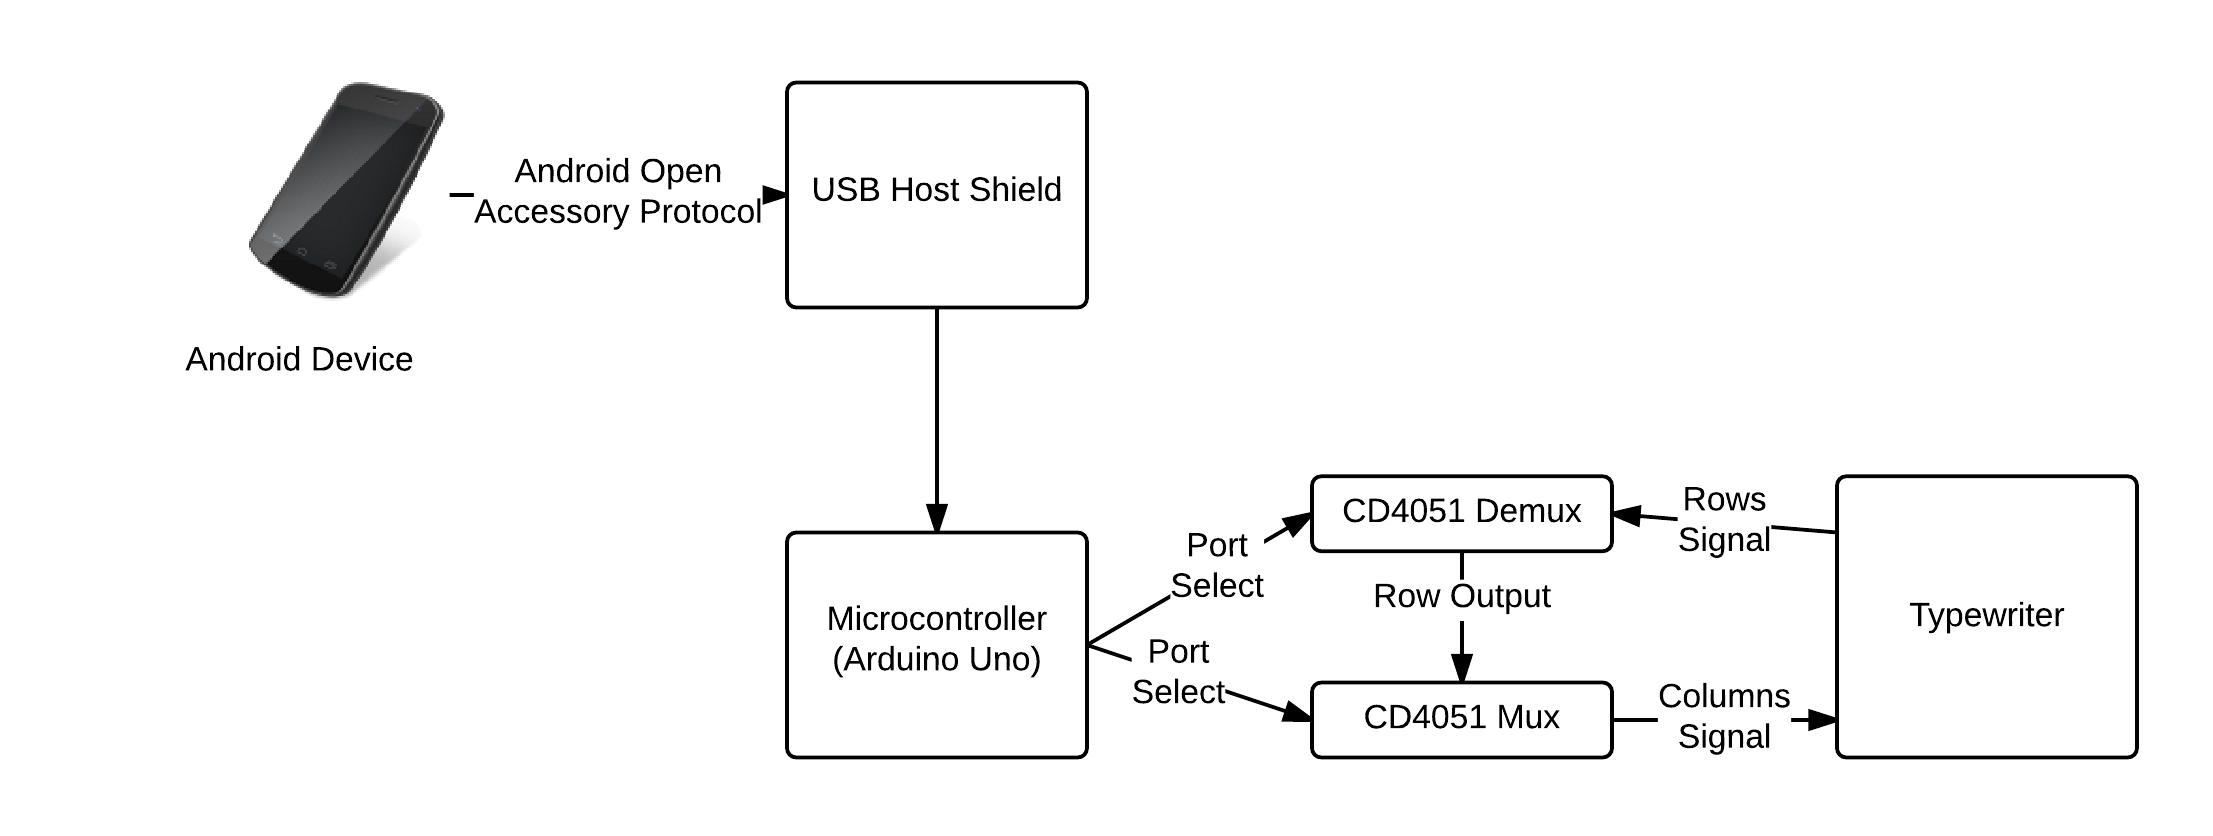 Android Open
Accessory Protocol
USB Host Shield
Android Device
CD4051 Demux
Rows
Signal
Port
Select
Row Output
Microcontroller
(Arduino Uno)
Typewriter
Port
Select
CD4051 Mux
Columns
Signal